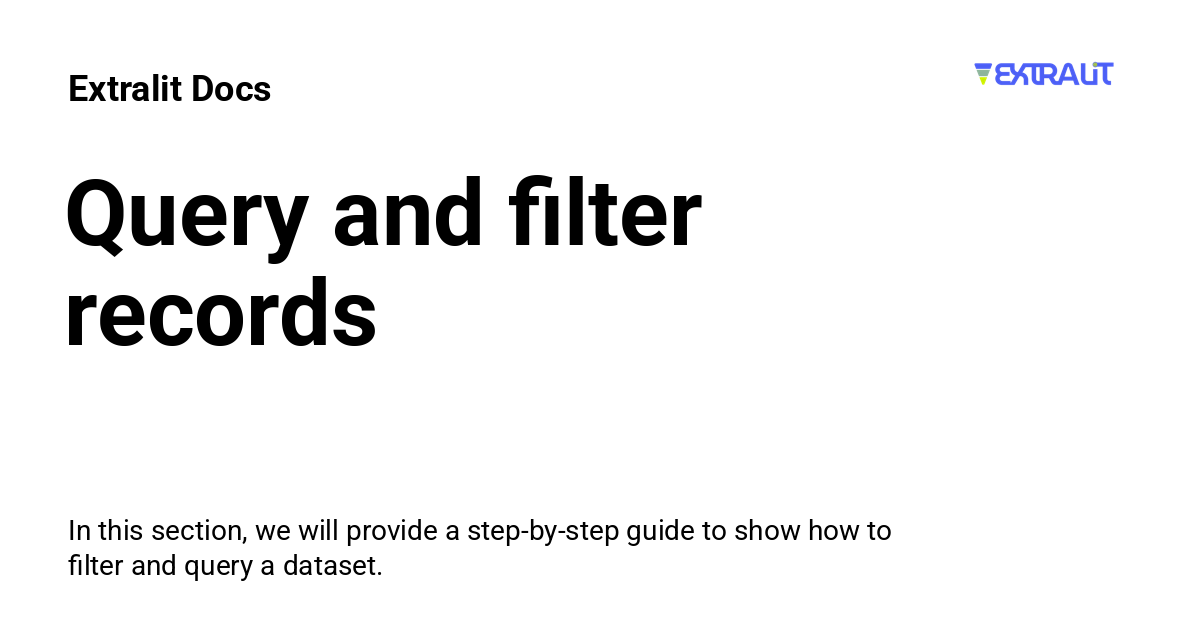 Extralit Docs
EXTRALIT
Query and filter
records
In this section, we will provide a step-by-step guide to show how to
filter and query a dataset.